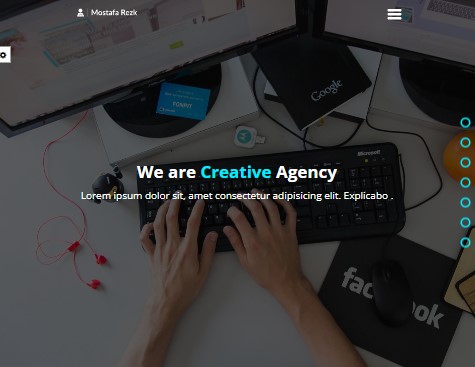 Mostafa Rezk
Google
Microsoft
We are Creative Agency
Lorem ipsum dolor sit, amet consectetur adipisicing elit. Explicabo .
facebook